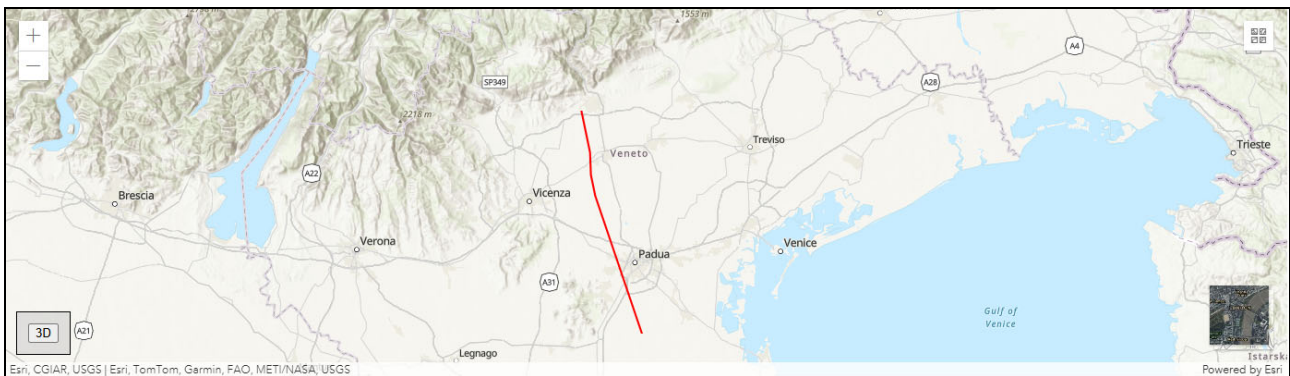 1553 m
A4
SP349
A28
2218 m
Treviso
Trieste
Veneto
A22
Brescia
Vicenza
Verona
Venice
Padua
A31
Gulf of
Venice
3D
A21
Legnago
Istarska
Esri, CGIAR, USGS | Esri, TomTom, Garmin, FAO, METI/NASA, USGS
Powered by Esri